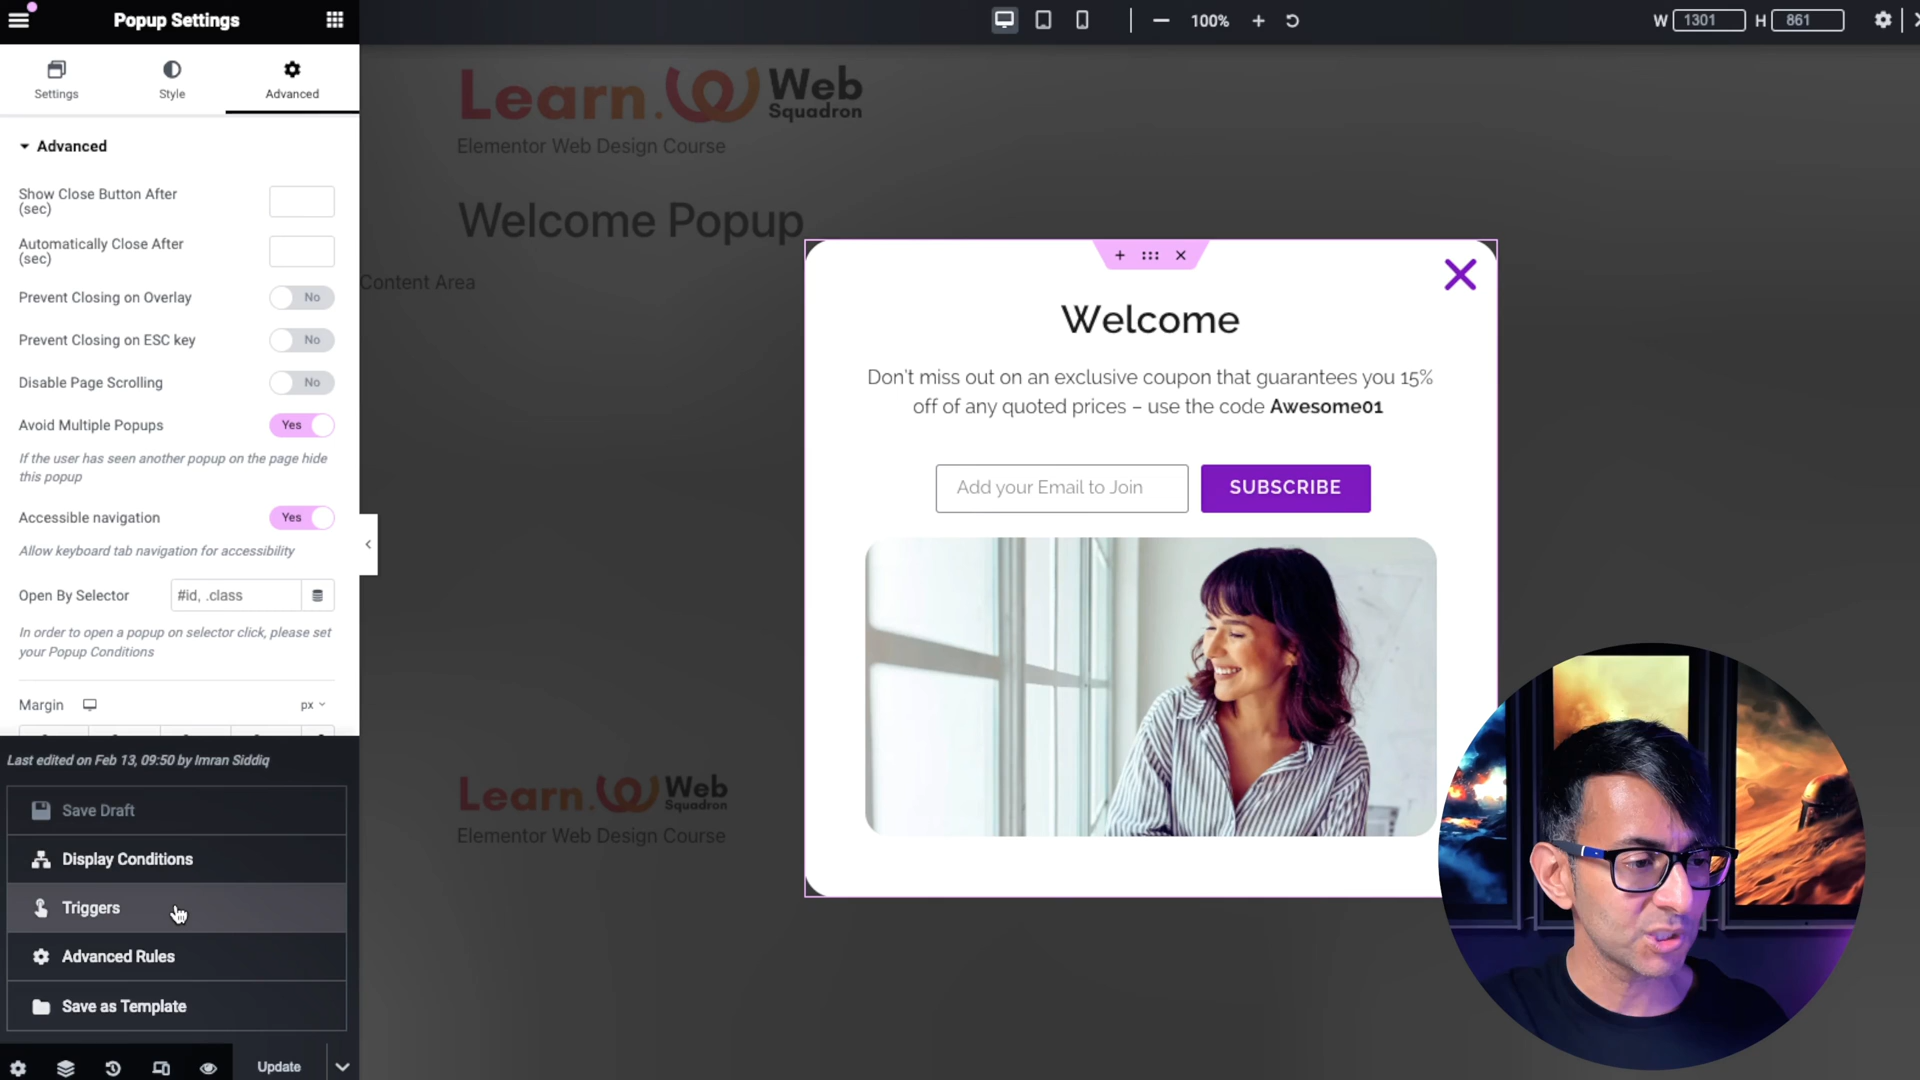 Popup Settings
100%
W 1301 H 861
Settings
Style
Advanced
Advanced
Show Close Button After
(sec)
Automatically Close After
(sec)
Prevent Closing on Overlay No
Prevent Closing on ESC key No
Disable Page Scrolling No
Avoid Multiple Popups Yes
If the user has seen another popup on the page hide
this popup
Accessible navigation Yes
Allow keyboard tab navigation for accessibility
Open By Selector #id, .class
In order to open a popup on selector click, please set
your Popup Conditions
Margin px
Last edited on Feb 13, 09:50 by Imran Siddiq
Save Draft
Display Conditions
Triggers
Advanced Rules
Save as Template
Update
Learn. Web
Squadron
Elementor Web Design Course
Welcome Popup
Content Area
Welcome
Don't miss out on an exclusive coupon that guarantees you 15%
off of any quoted prices – use the code Awesome01
Add your Email to Join
SUBSCRIBE
Learn. Web
Squadron
Elementor Web Design Course